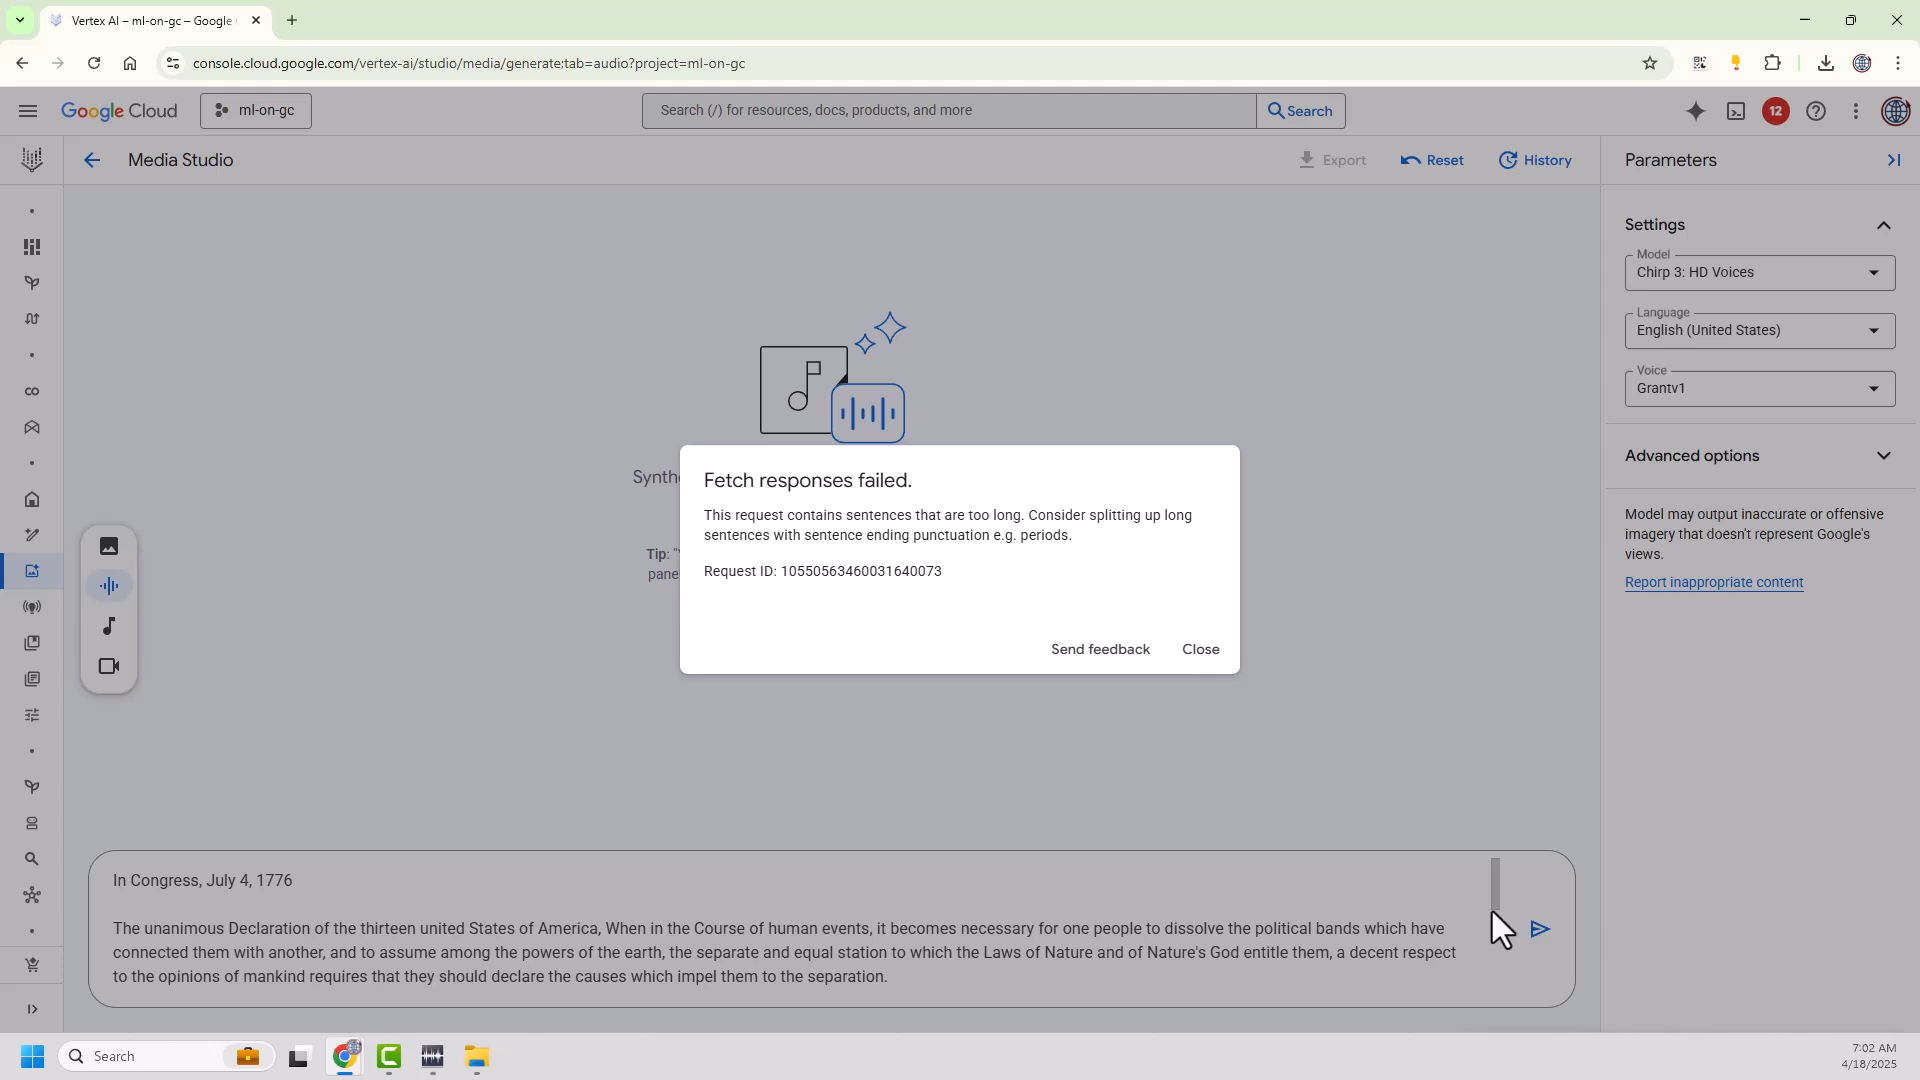 Vertex AI – ml-on-gc – Google
console.cloud.google.com/vertex-ai/studio/media/generate;tab=audio?project=ml-on-gc
Google Cloud
ml-on-gc
Search (/) for resources, docs, products, and more
Search
12
Media Studio
Export
Reset
History
Parameters
Settings
Model
Chirp 3: HD Voices
Language
English (United States)
Voice
Grantv1
Advanced options
Model may output inaccurate or offensive
imagery that doesn't represent Google's
views.
Report inappropriate content
Synthe
Tip: "
pane
Fetch responses failed.
This request contains sentences that are too long. Consider splitting up long
sentences with sentence ending punctuation e.g. periods.
Request ID: 10550563460031640073
Send feedback
Close
In Congress, July 4, 1776
The unanimous Declaration of the thirteen united States of America, When in the Course of human events, it becomes necessary for one people to dissolve the political bands which have
connected them with another, and to assume among the powers of the earth, the separate and equal station to which the Laws of Nature and of Nature's God entitle them, a decent respect
to the opinions of mankind requires that they should declare the causes which impel them to the separation.
Search
7:02 AM
4/18/2025